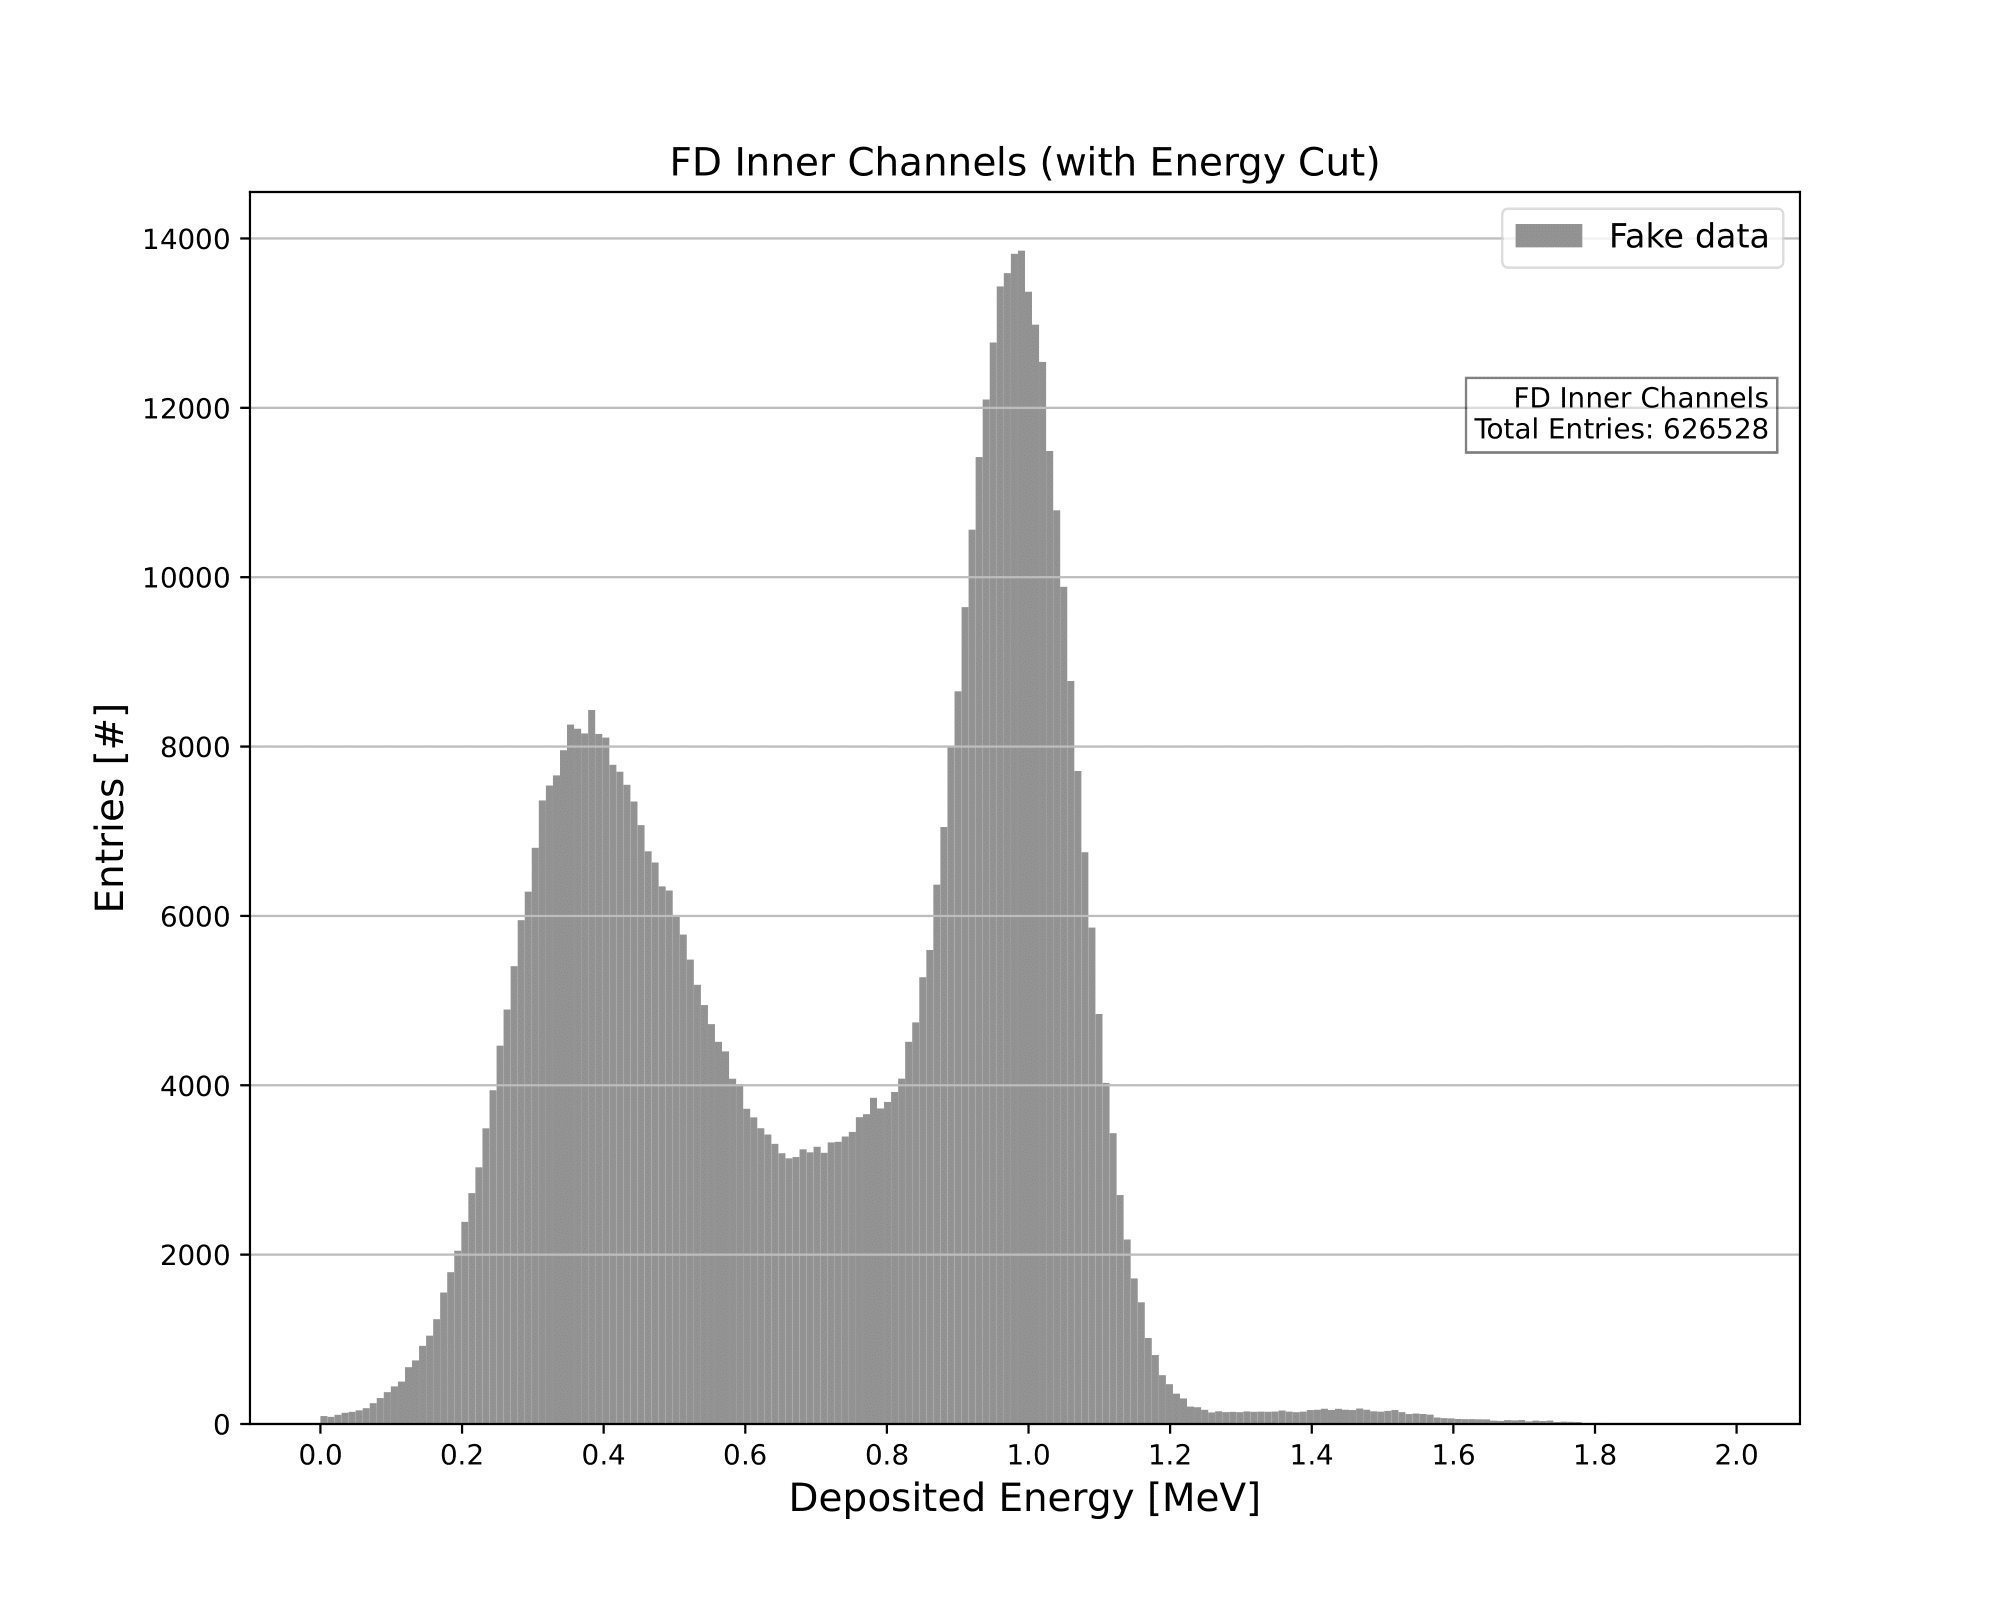 FD Inner Channels (with Energy Cut)
Fake data
FD Inner Channels
Total Entries: 626528
Entries [#]
14000
12000
10000
8000
6000
4000
2000
0
0.0 0.2 0.4 0.6 0.8 1.0 1.2 1.4 1.6 1.8 2.0
Deposited Energy [MeV]